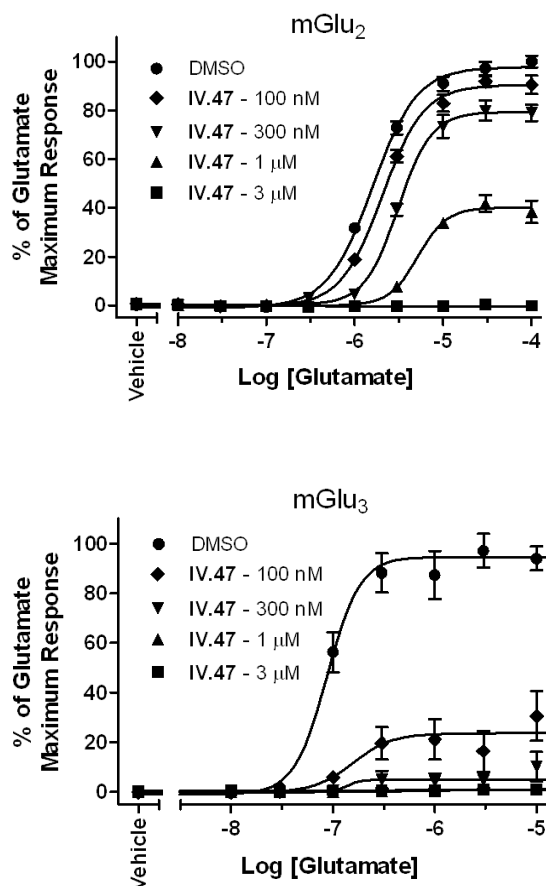 mGlu2
% of Glutamate
Maximum Response
100
80
60
40
20
0
DMSO
IV.47 - 100 nM
IV.47 - 300 nM
IV.47 - 1 μM
IV.47 - 3 μM
Vehicle
-8 -7 -6 -5 -4
Log [Glutamate]
mGlu3
% of Glutamate
Maximum Response
100
80
60
40
20
0
DMSO
IV.47 - 100 nM
IV.47 - 300 nM
IV.47 - 1 μM
IV.47 - 3 μM
Vehicle
-8 -7 -6 -5
Log [Glutamate]